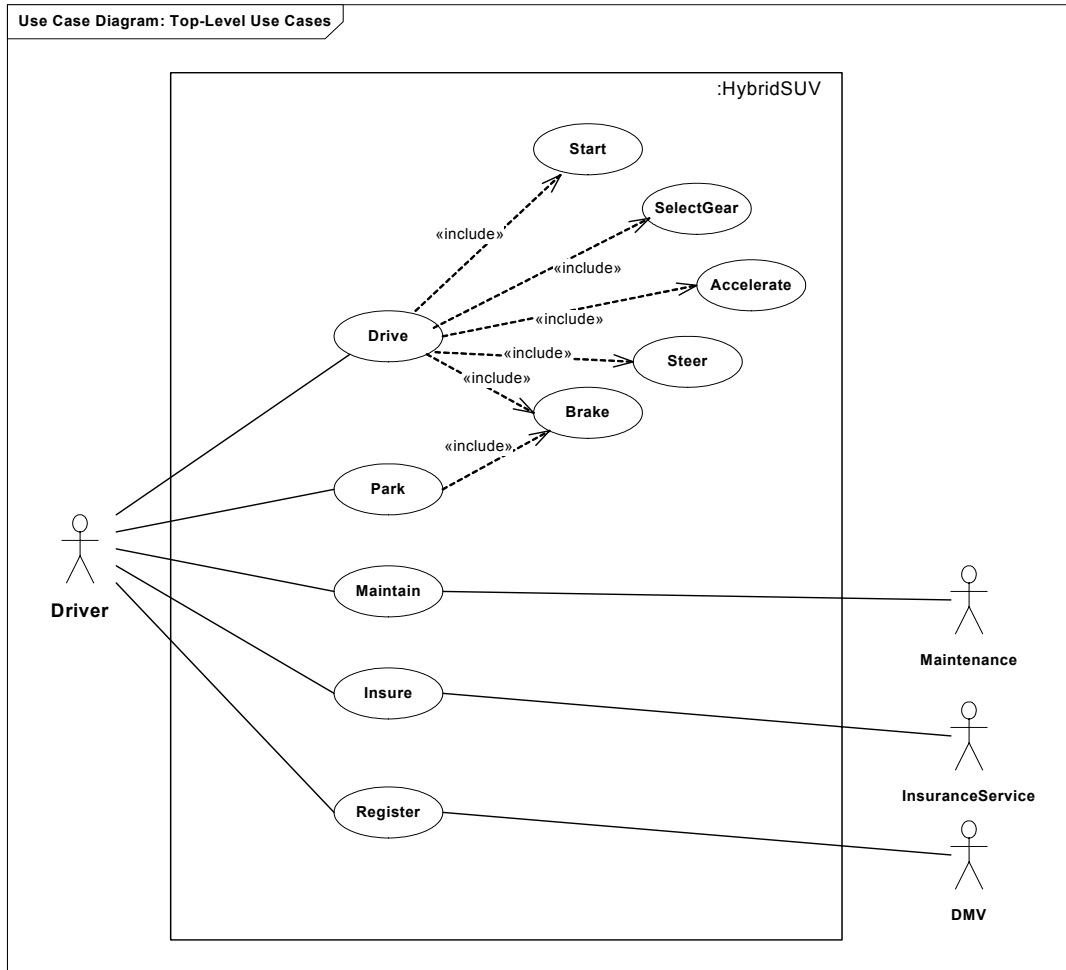 Use Case Diagram: Top-Level Use Cases
:HybridSUV
Start
SelectGear
«include»
«include»
Accelerate
«include»
Drive
«include»
Steer
«include»
Brake
«include»
Park
Maintain
Driver
Maintenance
Insure
InsuranceService
Register
DMV